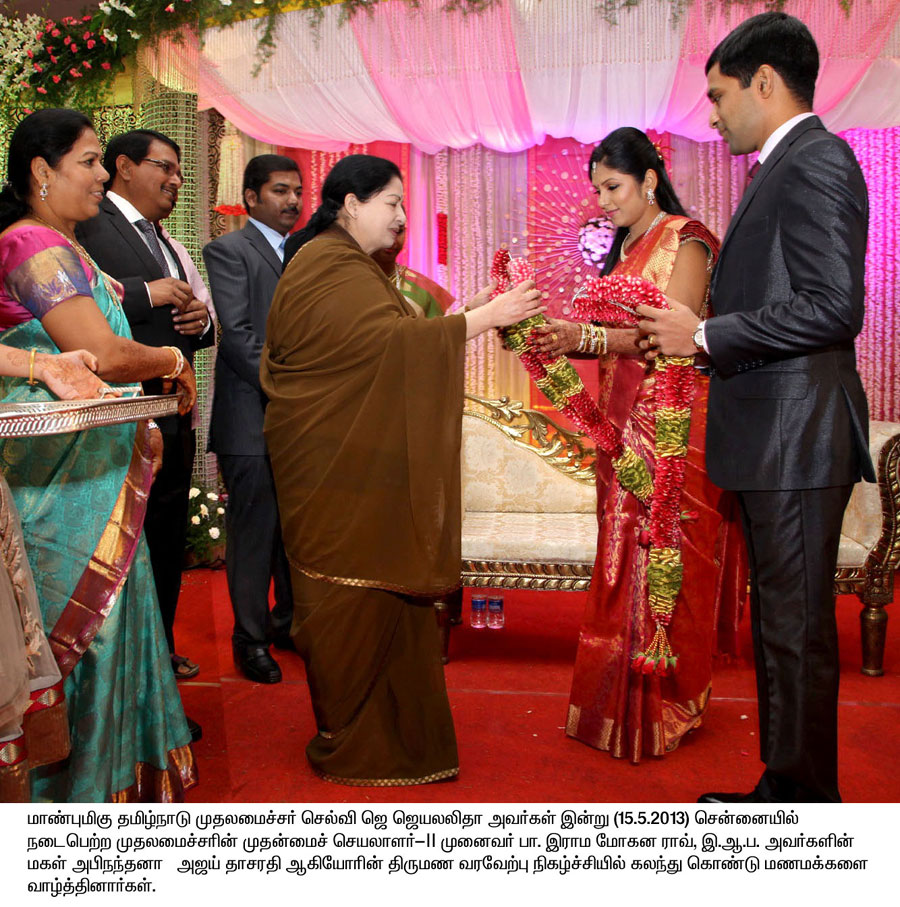 மாண்புமிகு தமிழ்நாடு முதலமைச்சர் செல்வி ஜெ ஜெயலலிதா அவர்கள் இன்று (15.5.2013) சென்னையில்
நடைபெற்ற முதலமைச்சரின் முதன்மைச் செயலாளர்–II முனைவர் பா. இராம மோகன ராவ், இ.ஆ.ப. அவர்களின்
மகள் அபிநந்தனா அஜய் தாசரதி ஆகியோரின் திருமண வரவேற்பு நிகழ்ச்சியில் கலந்து கொண்டு மணமக்களை
வாழ்த்தினார்கள்.